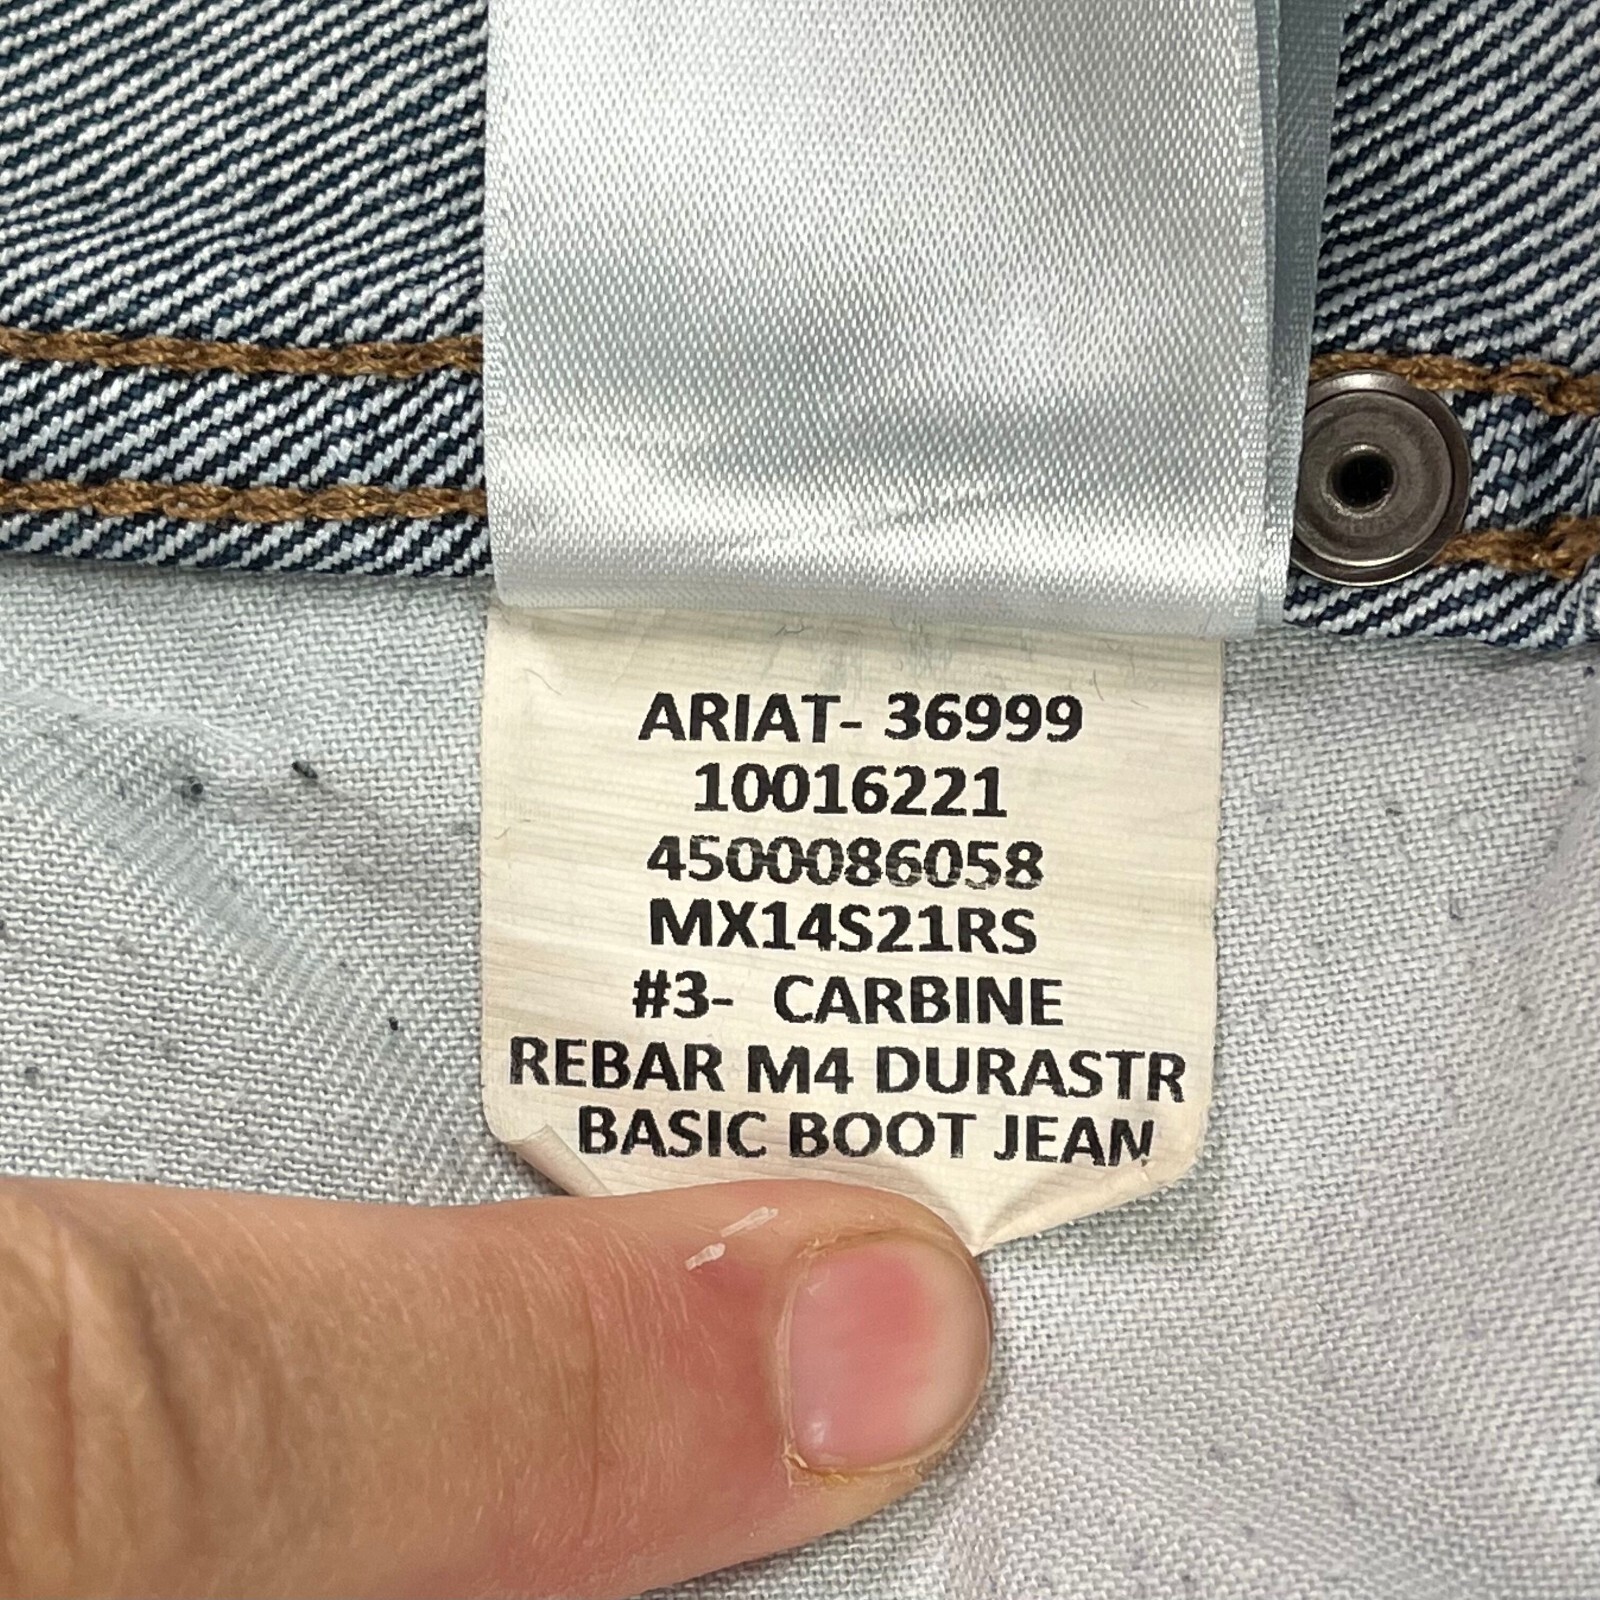 ARIAT- 36999
10016221
4500086058
MX14S21RS
#3- CARBINE
REBAR M4 DURASTR
BASIC BOOT JEAN